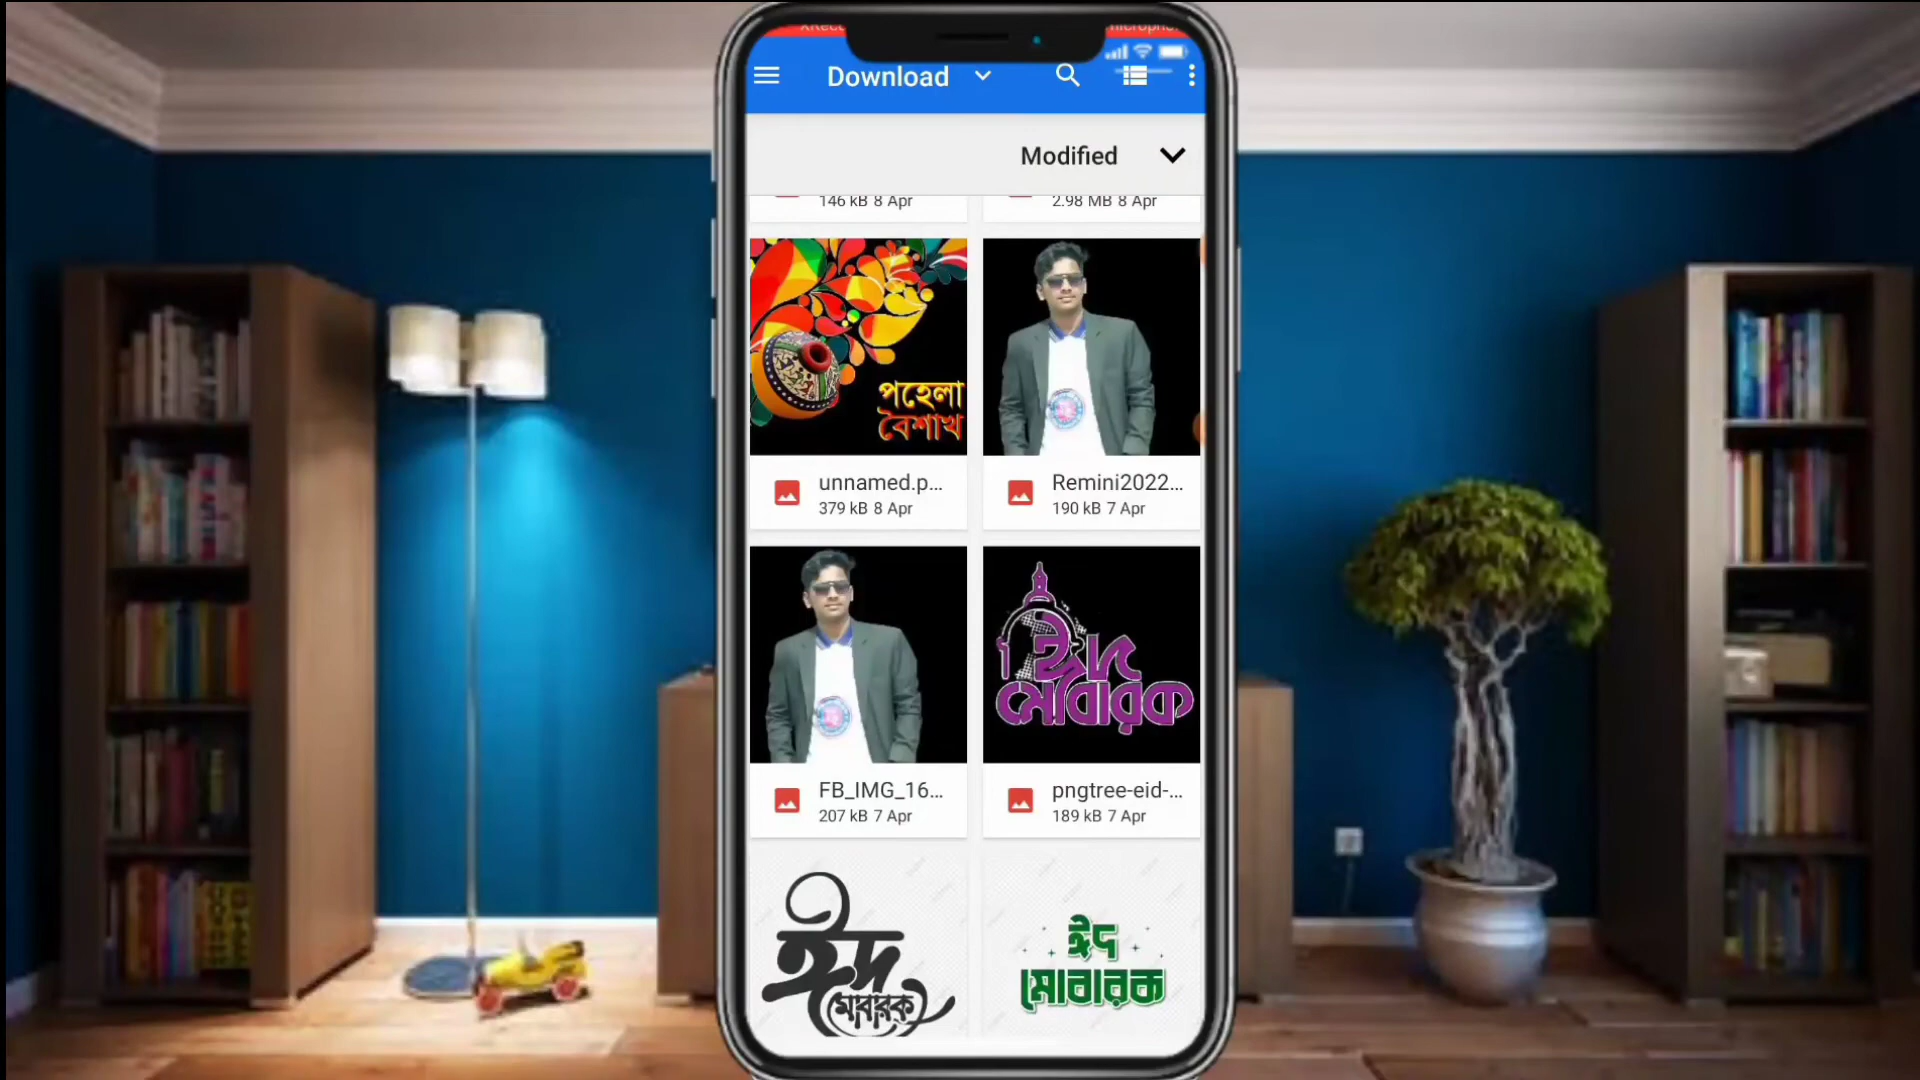 Download
Modified
146 kB 8 Apr
2.98 MB 8 Apr
পহেলা
বৈশাখ
unnamed.p...
379 kB 8 Apr
Remini2022...
190 kB 7 Apr
ঈদ
মোবারক
FB_IMG_16...
207 kB 7 Apr
pngtree-eid-...
189 kB 7 Apr
ঈদ
মোবারক
ঈদ
মোবারক